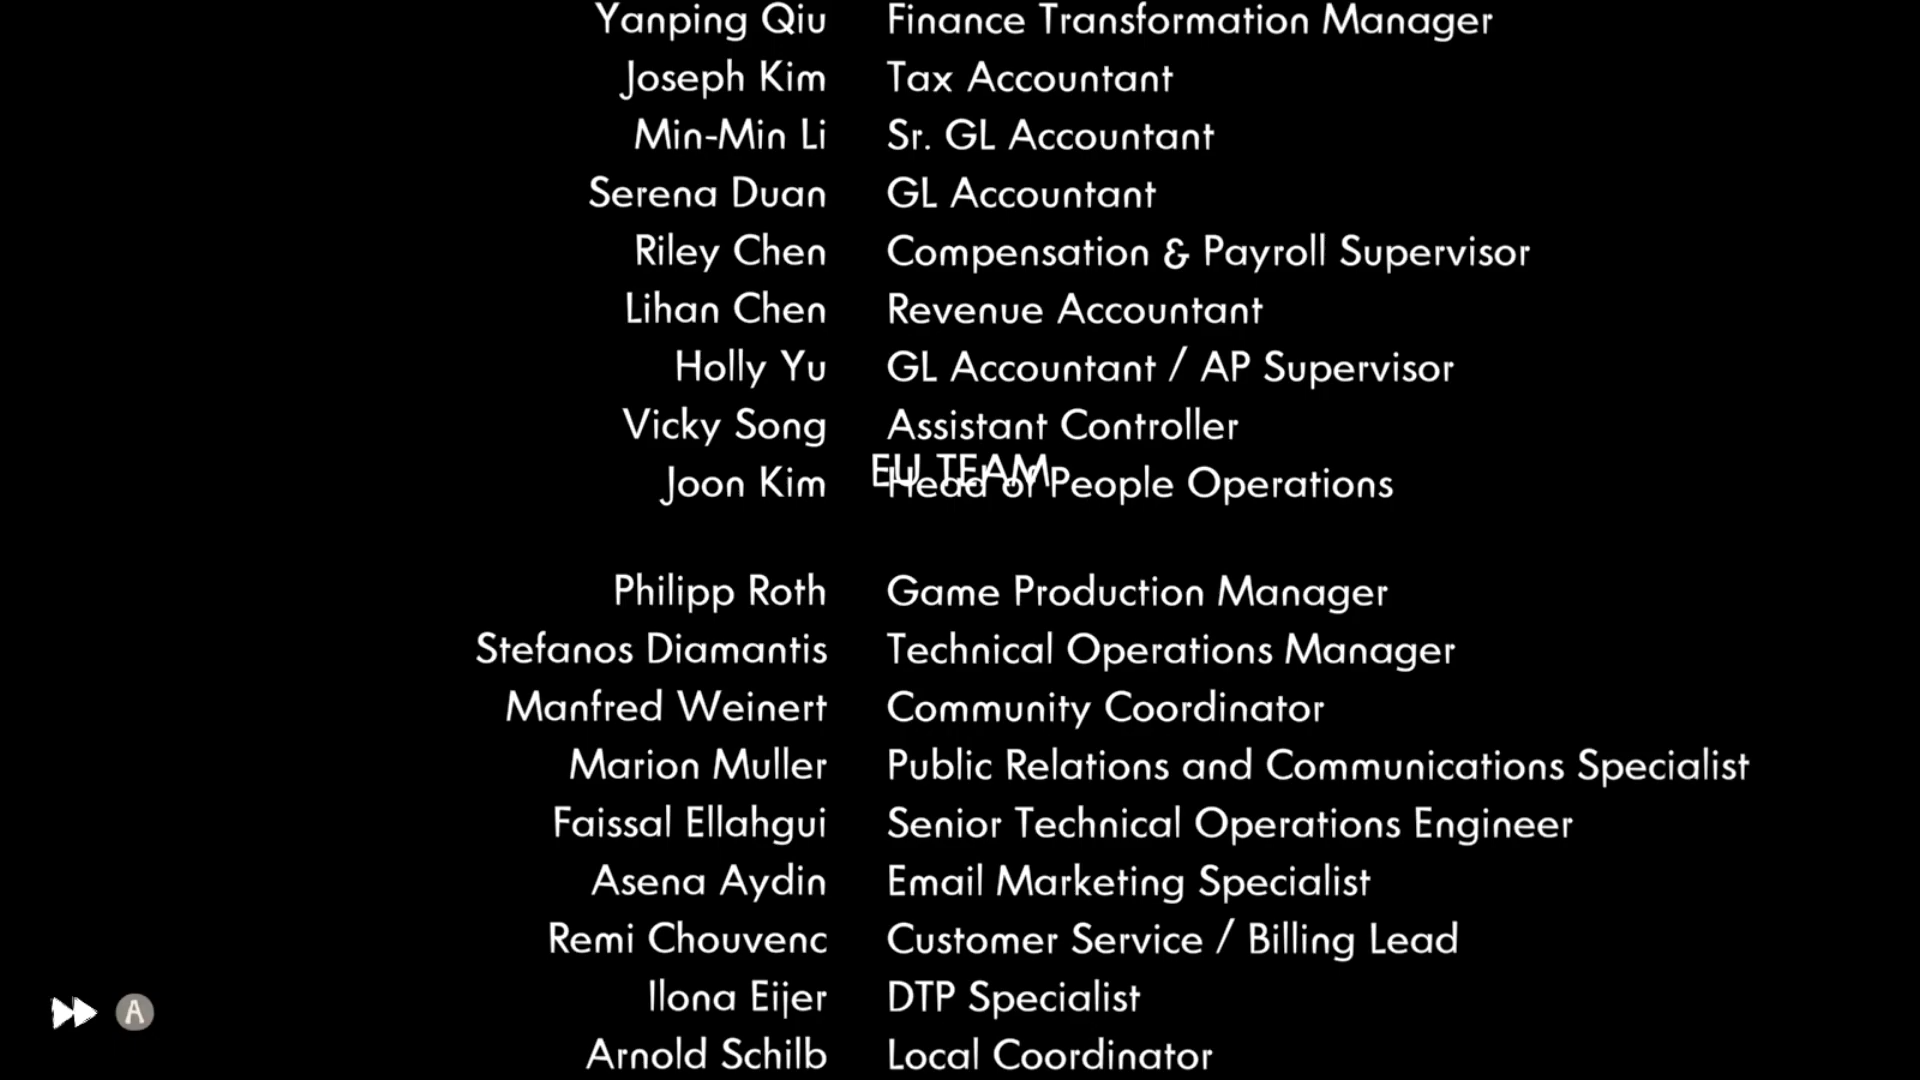 Yanping Qiu Finance Transformation Manager
Joseph Kim Tax Accountant
Min-Min Li Sr. GL Accountant
Serena Duan GL Accountant
Riley Chen Compensation & Payroll Supervisor
Lihan Chen Revenue Accountant
Holly Yu GL Accountant / AP Supervisor
Vicky Song Assistant Controller
EU TEAM
Joon Kim Head of People Operations
Philipp Roth Game Production Manager
Stefanos Diamantis Technical Operations Manager
Manfred Weinert Community Coordinator
Marion Muller Public Relations and Communications Specialist
Faissal Ellahgui Senior Technical Operations Engineer
Asena Aydin Email Marketing Specialist
Remi Chouvenc Customer Service / Billing Lead
Ilona Eijer DTP Specialist
A
Arnold Schilb Local Coordinator